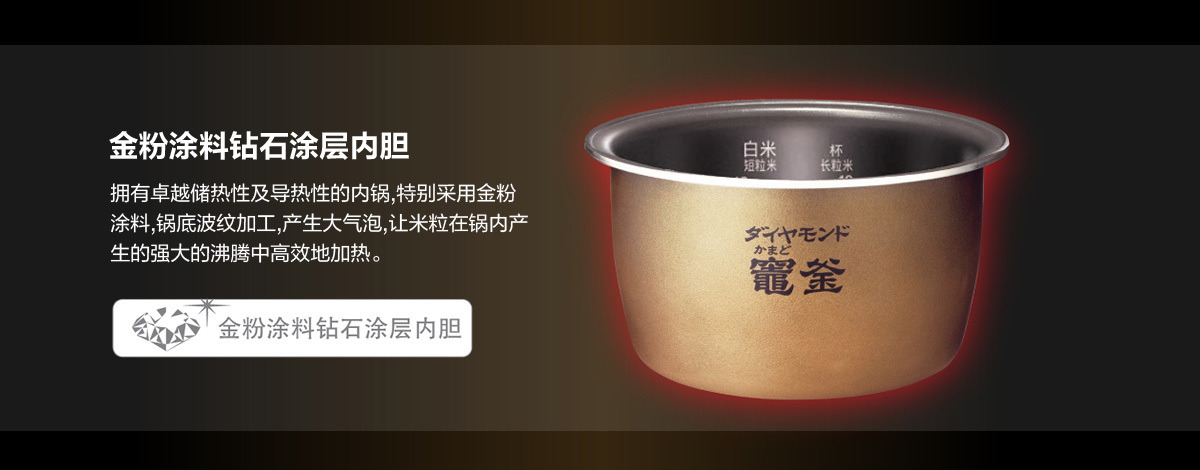 金粉涂料钻石涂层内胆
拥有卓越储热性及导热性的内锅,特别采用金粉
涂料,锅底波纹加工,产生大气泡,让米粒在锅内产
生的强大的沸腾中高效地加热。
金粉涂料钻石涂层内胆
白米 杯
短粒米 长粒米
ダイヤモンド
かまど
竈釜